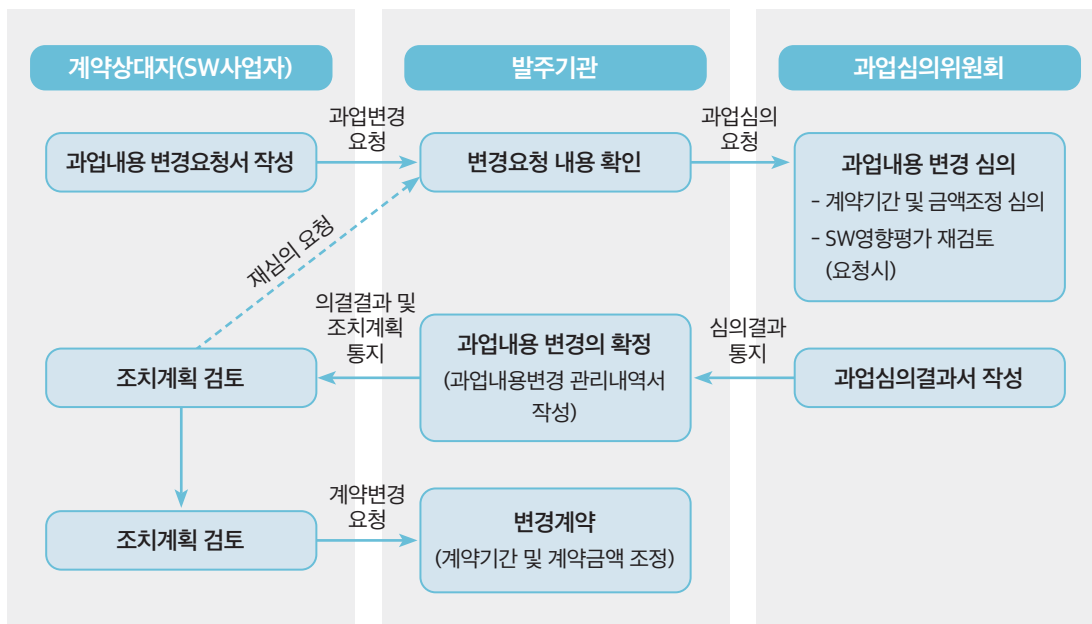 계약상대자(SW사업자)
발주기관
과업심의위원회
과업변경
요청
과업심의
요청
과업내용 변경요청서 작성
변경요청 내용 확인
과업내용 변경 심의
- 계약기간 및 금액조정 심의
- SW영향평가 재검토
(요청시)
재심의 요청
의결결과 및
조치계획
통지
심의결과
통지
조치계획 검토
과업내용 변경의 확정
(과업내용변경 관리내역서
작성)
과업심의결과서 작성
계약변경
요청
조치계획 검토
변경계약
(계약기간 및 계약금액 조정)